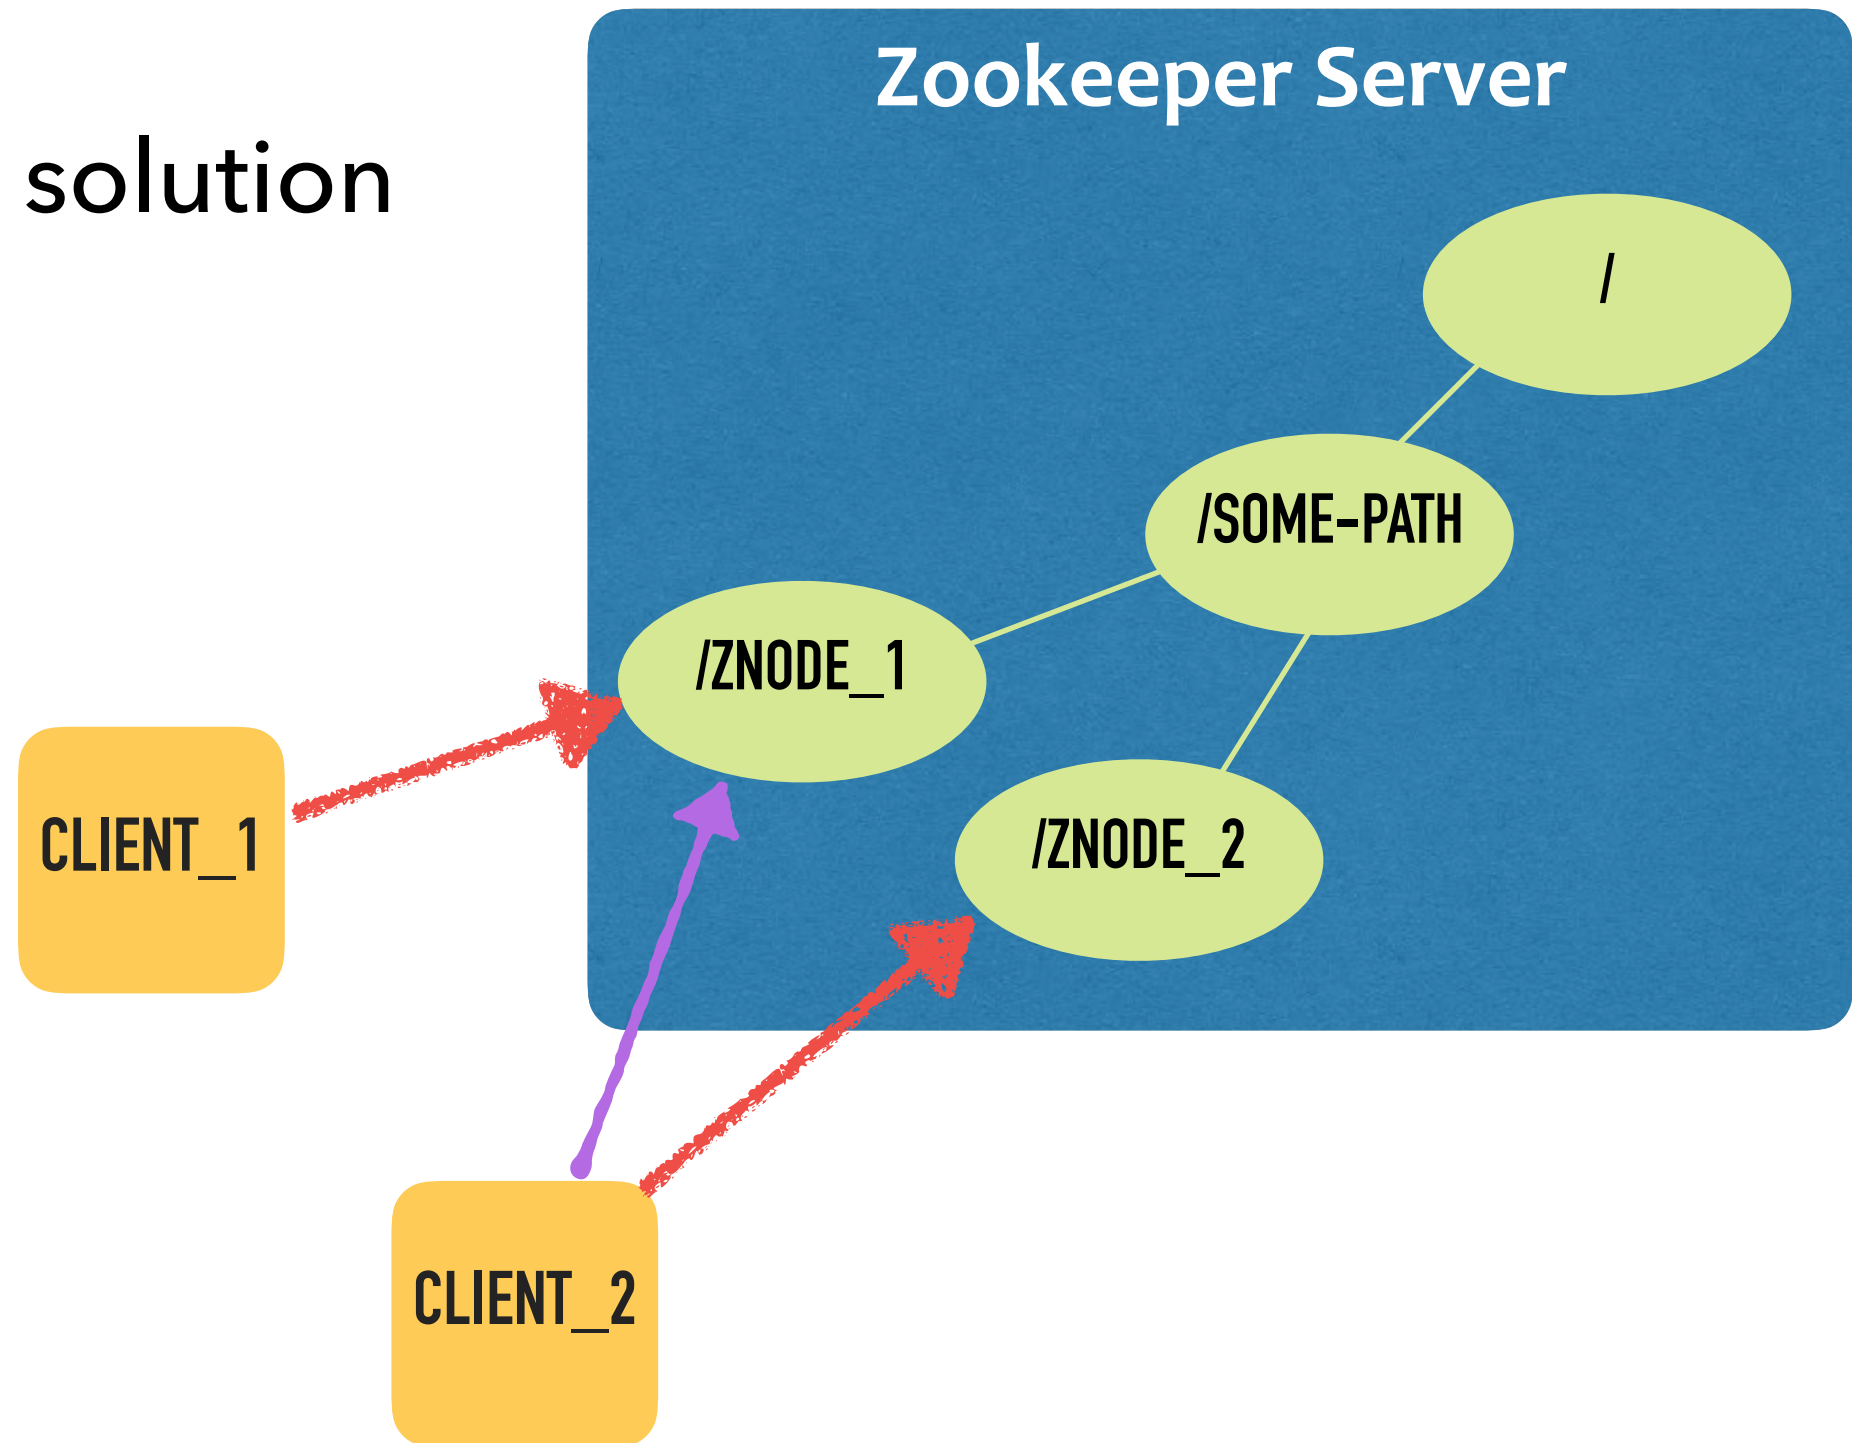 Zookeeper Server
solution
/
/SOME-PATH
/ZNODE_1
/ZNODE_2
CLIENT_1
CLIENT_2